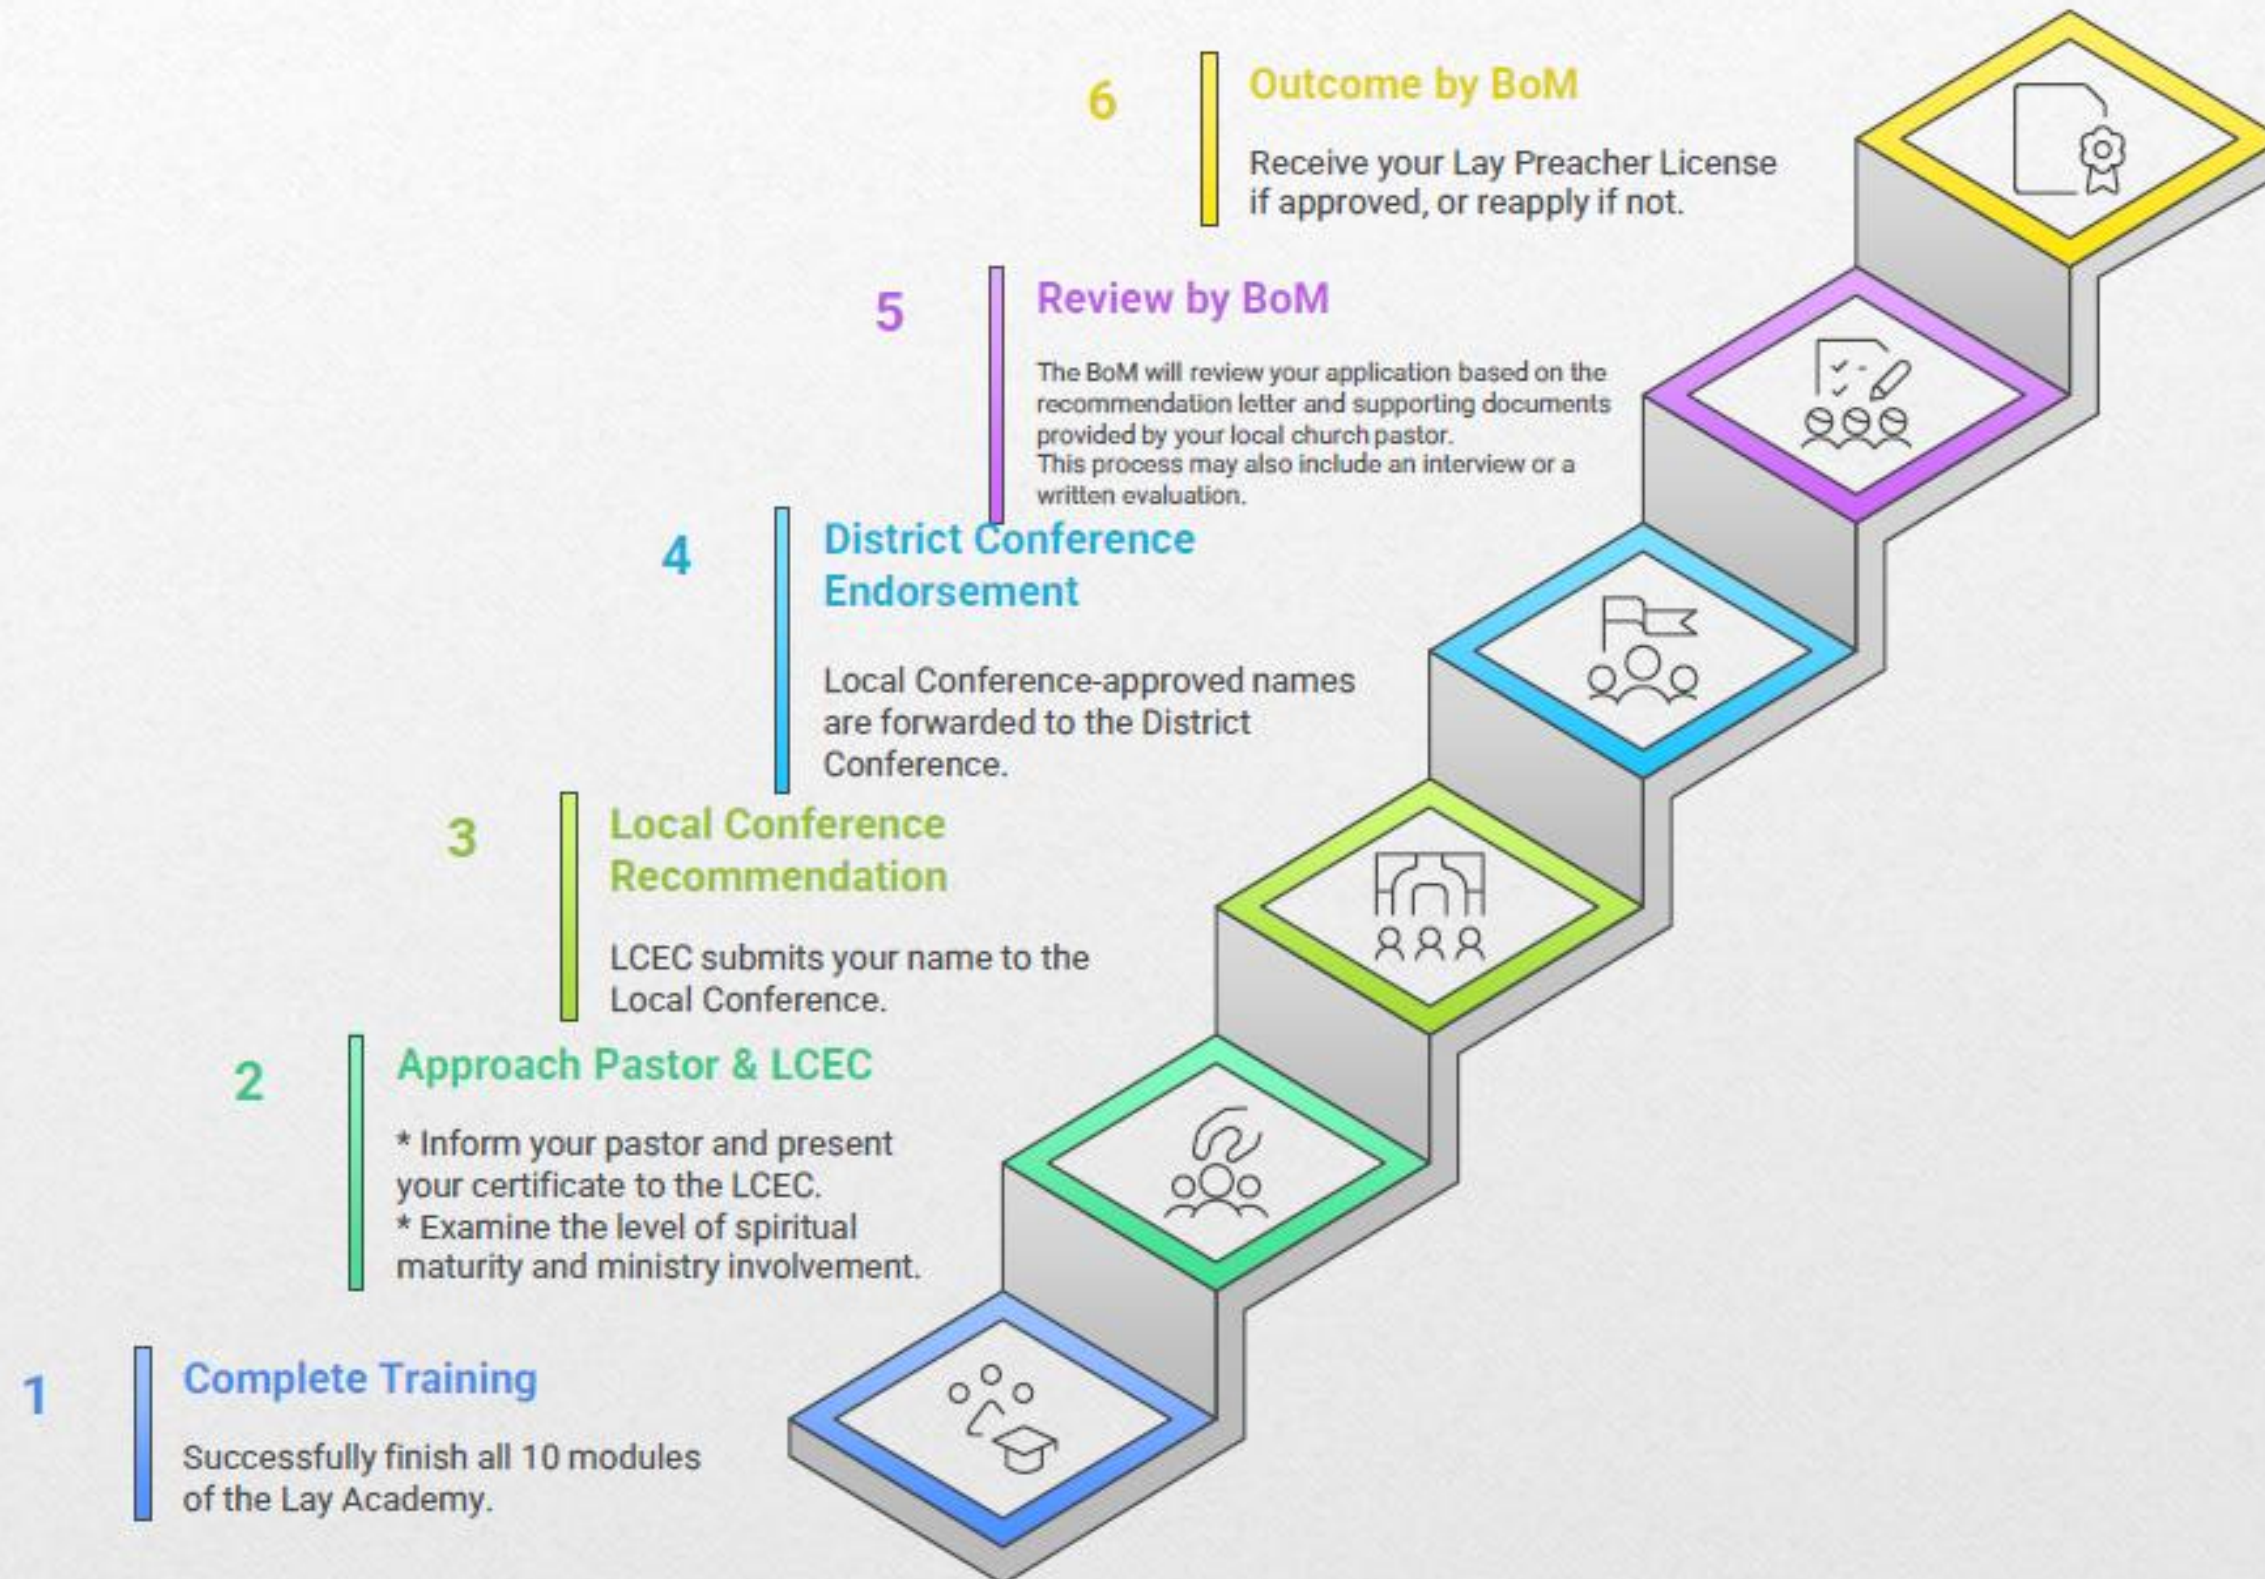 6
Outcome by BoM
Receive your Lay Preacher License
if approved, or reapply if not.
5
Review by BoM
The BoM will review your application based on the
recommendation letter and supporting documents
provided by your local church pastor.
This process may also include an interview or a
written evaluation.
4
District Conference
Endorsement
Local Conference-approved names
are forwarded to the District
Conference.
3
Local Conference
Recommendation
LCEC submits your name to the
Local Conference.
2
Approach Pastor & LCEC
* Inform your pastor and present
your certificate to the LCEC.
* Examine the level of spiritual
maturity and ministry involvement.
1
Complete Training
Successfully finish all 10 modules
of the Lay Academy.